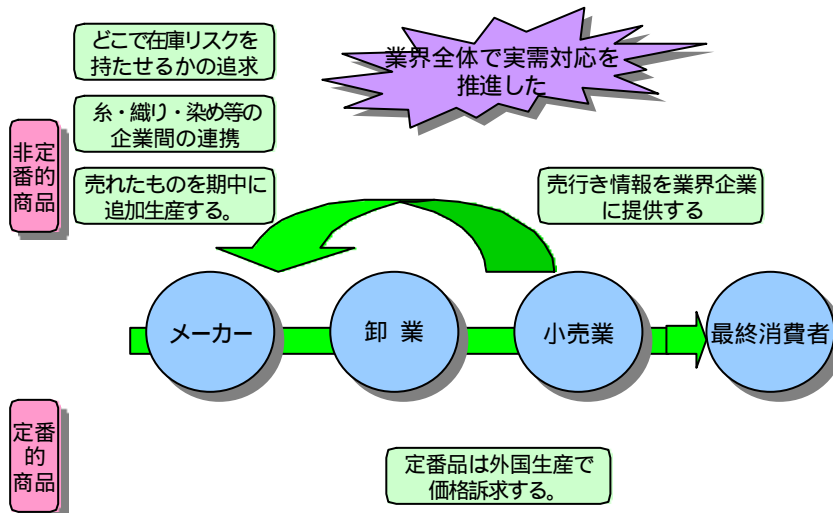 どこで在庫リスクを
持たせるかの追求
業界全体で実需対応を
推進した
糸・織り・染め等の
企業間の連携
非定
番的
商品
売れたものを期中に
追加生産する。
売行き情報を業界企業
に提供する
メーカー
卸 業
小売業
最終消費者
定番
的
商品
定番品は外国生産で
価格訴求する。